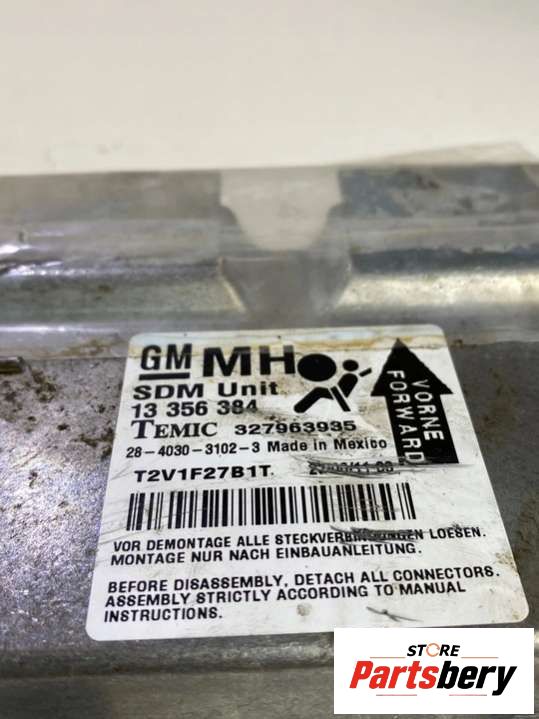 GM MH
SDM Unit
13 356 384
TEMIC 327963935
28-4030-3102-3 Made in Mexico
T2V1F27B1T
VORNE
FORWARD
VOR DEMONTAGE ALLE STECKVERBINDUNGEN LOESEN.
MONTAGE NUR NACH EINBAUANLEITUNG.
BEFORE DISASSEMBLY, DETACH ALL CONNECTORS.
ASSEMBLY STRICTLY ACCORDING TO MANUAL
INSTRUCTIONS.
STORE
Partsbery